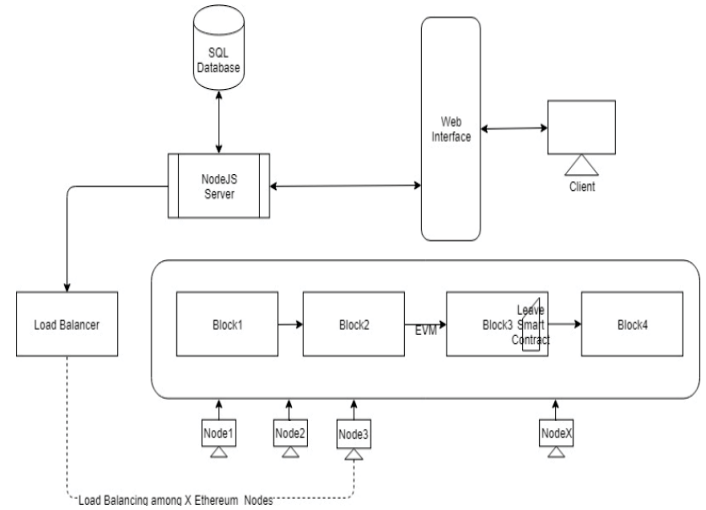 SQL
Database
Web
Interface
Client
NodeJS
Server
Load Balancer
Block1
Block2
EVM
Block3
Leave
Smart
Contract
Block4
Node1
Node2
Node3
NodeX
Load Balancing among X Ethereum Nodes